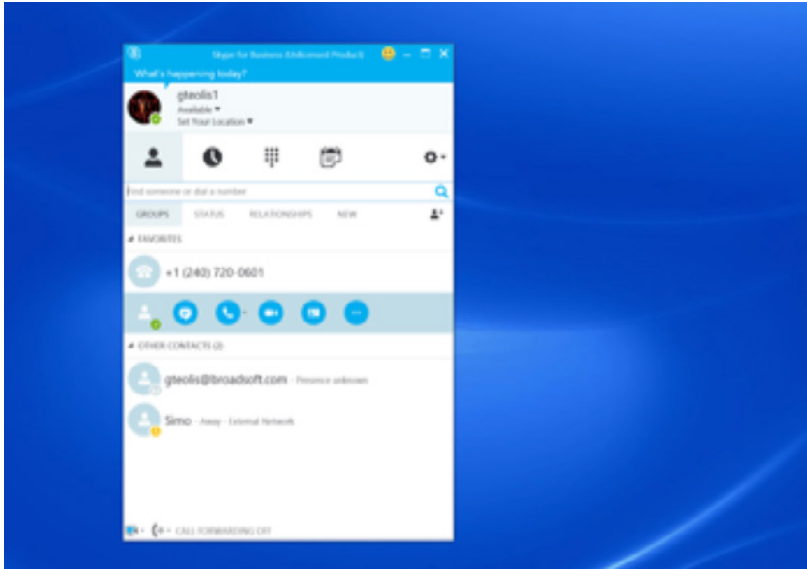 Skype for Business (Unlicensed Product)
What's happening today?
gteolis1
Available
Set Your Location
Find someone or dial a number
GROUPS STATUS RELATIONSHIPS NEW
FAVORITES
+1 (240) 720-0601
OTHER CONTACTS (2)
gteolis@broadsoft.com - Presence unknown
Simo - Away - External Network
CALL FORWARDING OFF